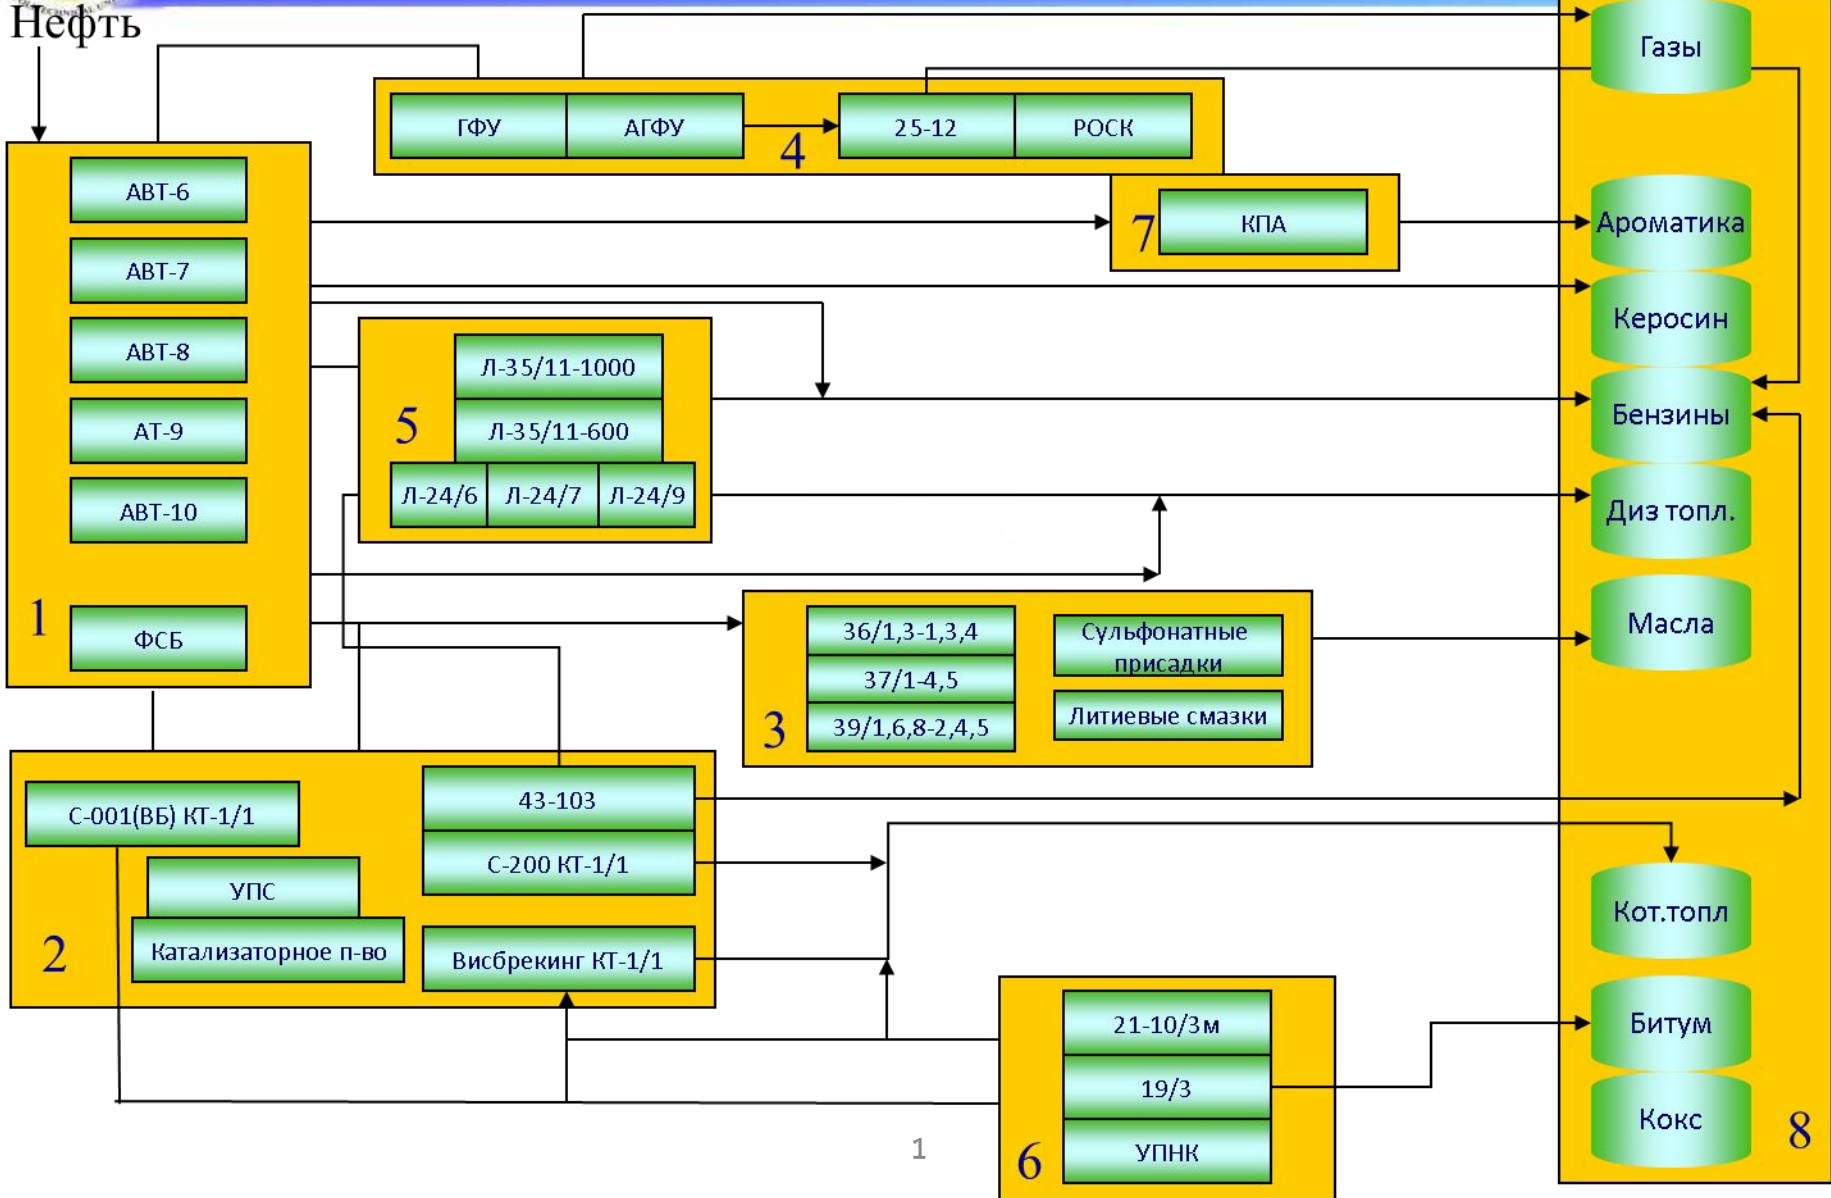 Нефть
Газы
ГФУ
АГФУ
4
25-12
РОСК
АВТ-6
7
КПА
Ароматика
АВТ-7
Керосин
АВТ-8
5
Л-35/11-1000
Л-35/11-600
Бензины
АТ-9
Л-24/6
Л-24/7
Л-24/9
АВТ-10
Диз топл.
1
ФСБ
36/1,3-1,3,4
Сульфонатные
присадки
Масла
37/1-4,5
3
39/1,6,8-2,4,5
Литиевые смазки
С-001(ВБ) КТ-1/1
43-103
С-200 КТ-1/1
УПС
2
Катализаторное п-во
Висбрекинг КТ-1/1
Кот.топл
21-10/3м
Битум
19/3
6
УПНК
Кокс
8
1